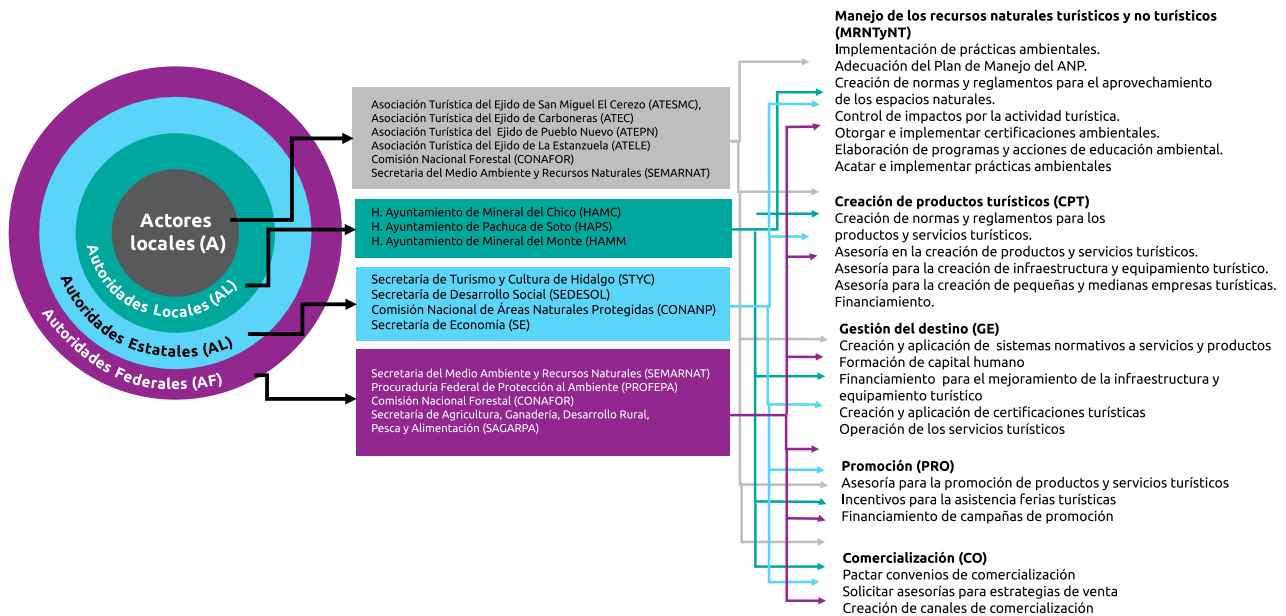 Actores
locales (A)
Autoridades Locales (AL)
Autoridades Estatales (AL)
Autoridades Federales (AF)
Asociación Turística del Ejido de San Miguel El Cerezo (ATESMC),
Asociación Turística del Ejido de Carboneras (ATEC)
Asociación Turística del Ejido de Pueblo Nuevo (ATEPN)
Asociación Turística del Ejido de La Estanzuela (ATELE)
Comisión Nacional Forestal (CONAFOR)
Secretaria del Medio Ambiente y Recursos Naturales (SEMARNAT)
H. Ayuntamiento de Mineral del Chico (HAMC)
H. Ayuntamiento de Pachuca de Soto (HAPS)
H. Ayuntamiento de Mineral del Monte (HAMM
Secretaría de Turismo y Cultura de Hidalgo (STYC)
Secretaría de Desarrollo Social (SEDESOL)
Comisión Nacional de Áreas Naturales Protegidas (CONANP)
Secretaría de Economía (SE)
Secretaria del Medio Ambiente y Recursos Naturales (SEMARNAT)
Procuraduría Federal de Protección al Ambiente (PROFEPA)
Comisión Nacional Forestal (CONAFOR)
Secretaría de Agricultura, Ganadería, Desarrollo Rural,
Pesca y Alimentación (SAGARPA)
Manejo de los recursos naturales turísticos y no turísticos
(MRNTyNT)
Implementación de prácticas ambientales.
Adecuación del Plan de Manejo del ANP.
Creación de normas y reglamentos para el aprovechamiento
de los espacios naturales.
Control de impactos por la actividad turística.
Otorgar e implementar certificaciones ambientales.
Elaboración de programas y acciones de educación ambiental.
Acatar e implementar prácticas ambientales
Creación de productos turísticos (CPT)
Creación de normas y reglamentos para los
productos y servicios turísticos.
Asesoría en la creación de productos y servicios turísticos.
Asesoría para la creación de infraestructura y equipamiento turístico.
Asesoría para la creación de pequeñas y medianas empresas turísticas.
Financiamiento.
Gestión del destino (GE)
Creación y aplicación de sistemas normativos a servicios y productos
Formación de capital humano
Financiamiento para el mejoramiento de la infraestructura y
equipamiento turístico
Creación y aplicación de certificaciones turísticas
Operación de los servicios turísticos
Promoción (PRO)
Asesoría para la promoción de productos y servicios turísticos
Incentivos para la asistencia ferias turísticas
Financiamiento de campañas de promoción
Comercialización (CO)
Pactar convenios de comercialización
Solicitar asesorías para estrategias de venta
Creación de canales de comercialización